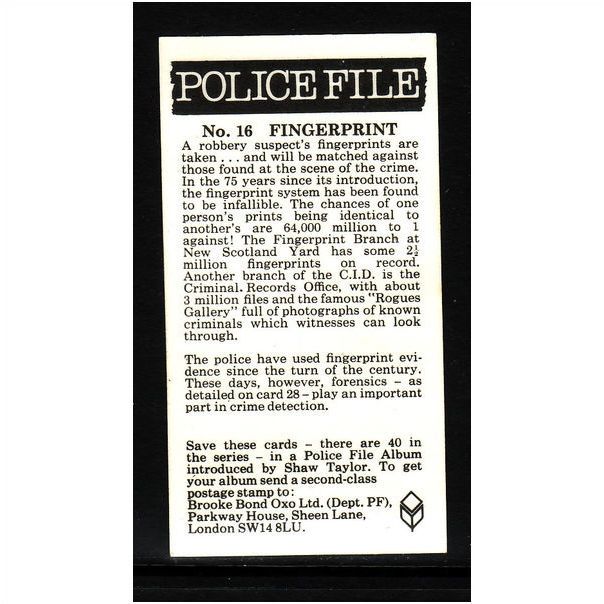 POLICE FILE
No. 16 FINGERPRINT
A robbery suspect's fingerprints are
taken . . . and will be matched against
those found at the scene of the crime.
In the 75 years since its introduction,
the fingerprint system has been found
to be infallible. The chances of one
person's prints being identical to
another's are 64,000 million to 1
against! The Fingerprint Branch at
New Scotland Yard has some 2½
million fingerprints on record.
Another branch of the C.I.D. is the
Criminal. Records Office, with about
3 million files and the famous "Rogues
Gallery" full of photographs of known
criminals which witnesses can look
through.
The police have used fingerprint evi-
dence since the turn of the century.
These days, however, forensics – as
detailed on card 28 – play an important
part in crime detection.
Save these cards – there are 40 in
the series – in a Police File Album
introduced by Shaw Taylor. To get
your album send a second-class
postage stamp to:
Brooke Bond Oxo Ltd. (Dept. PF),
Parkway House, Sheen Lane,
London SW14 8LU.